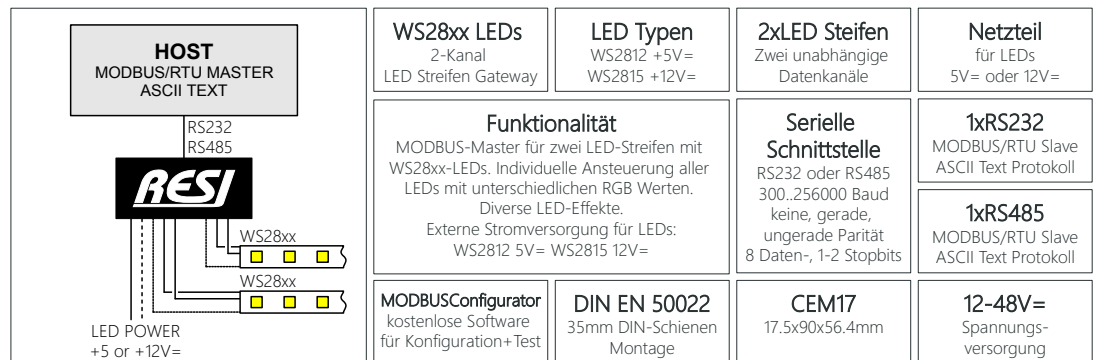 HOST
MODBUS/RTU MASTER
ASCII TEXT
RS232
RS485
RESI
WS28xx
WS28xx
LED POWER
+5 or +12V=
WS28xx LEDs
2-Kanal
LED Streifen Gateway
LED Typen
WS2812 +5V=
WS2815 +12V=
2xLED Steifen
Zwei unabhängige
Datenkanäle
Netzteil
für LEDs
5V= oder 12V=
Funktionalität
MODBUS-Master für zwei LED-Streifen mit
WS28xx-LEDs. Individuelle Ansteuerung aller
LEDs mit unterschiedlichen RGB Werten.
Diverse LED-Effekte.
Externe Stromversorgung für LEDs:
WS2812 5V= WS2815 12V=
Serielle
Schnittstelle
RS232 oder RS485
300..256000 Baud
keine, gerade,
ungerade Parität
8 Daten-, 1-2 Stopbits
1xRS232
MODBUS/RTU Slave
ASCII Text Protokoll
1xRS485
MODBUS/RTU Slave
ASCII Text Protokoll
MODBUSConfigurator
kostenlose Software
für Konfiguration+Test
DIN EN 50022
35mm DIN-Schienen
Montage
CEM17
17.5x90x56.4mm
12-48V=
Spannungs-
versorgung